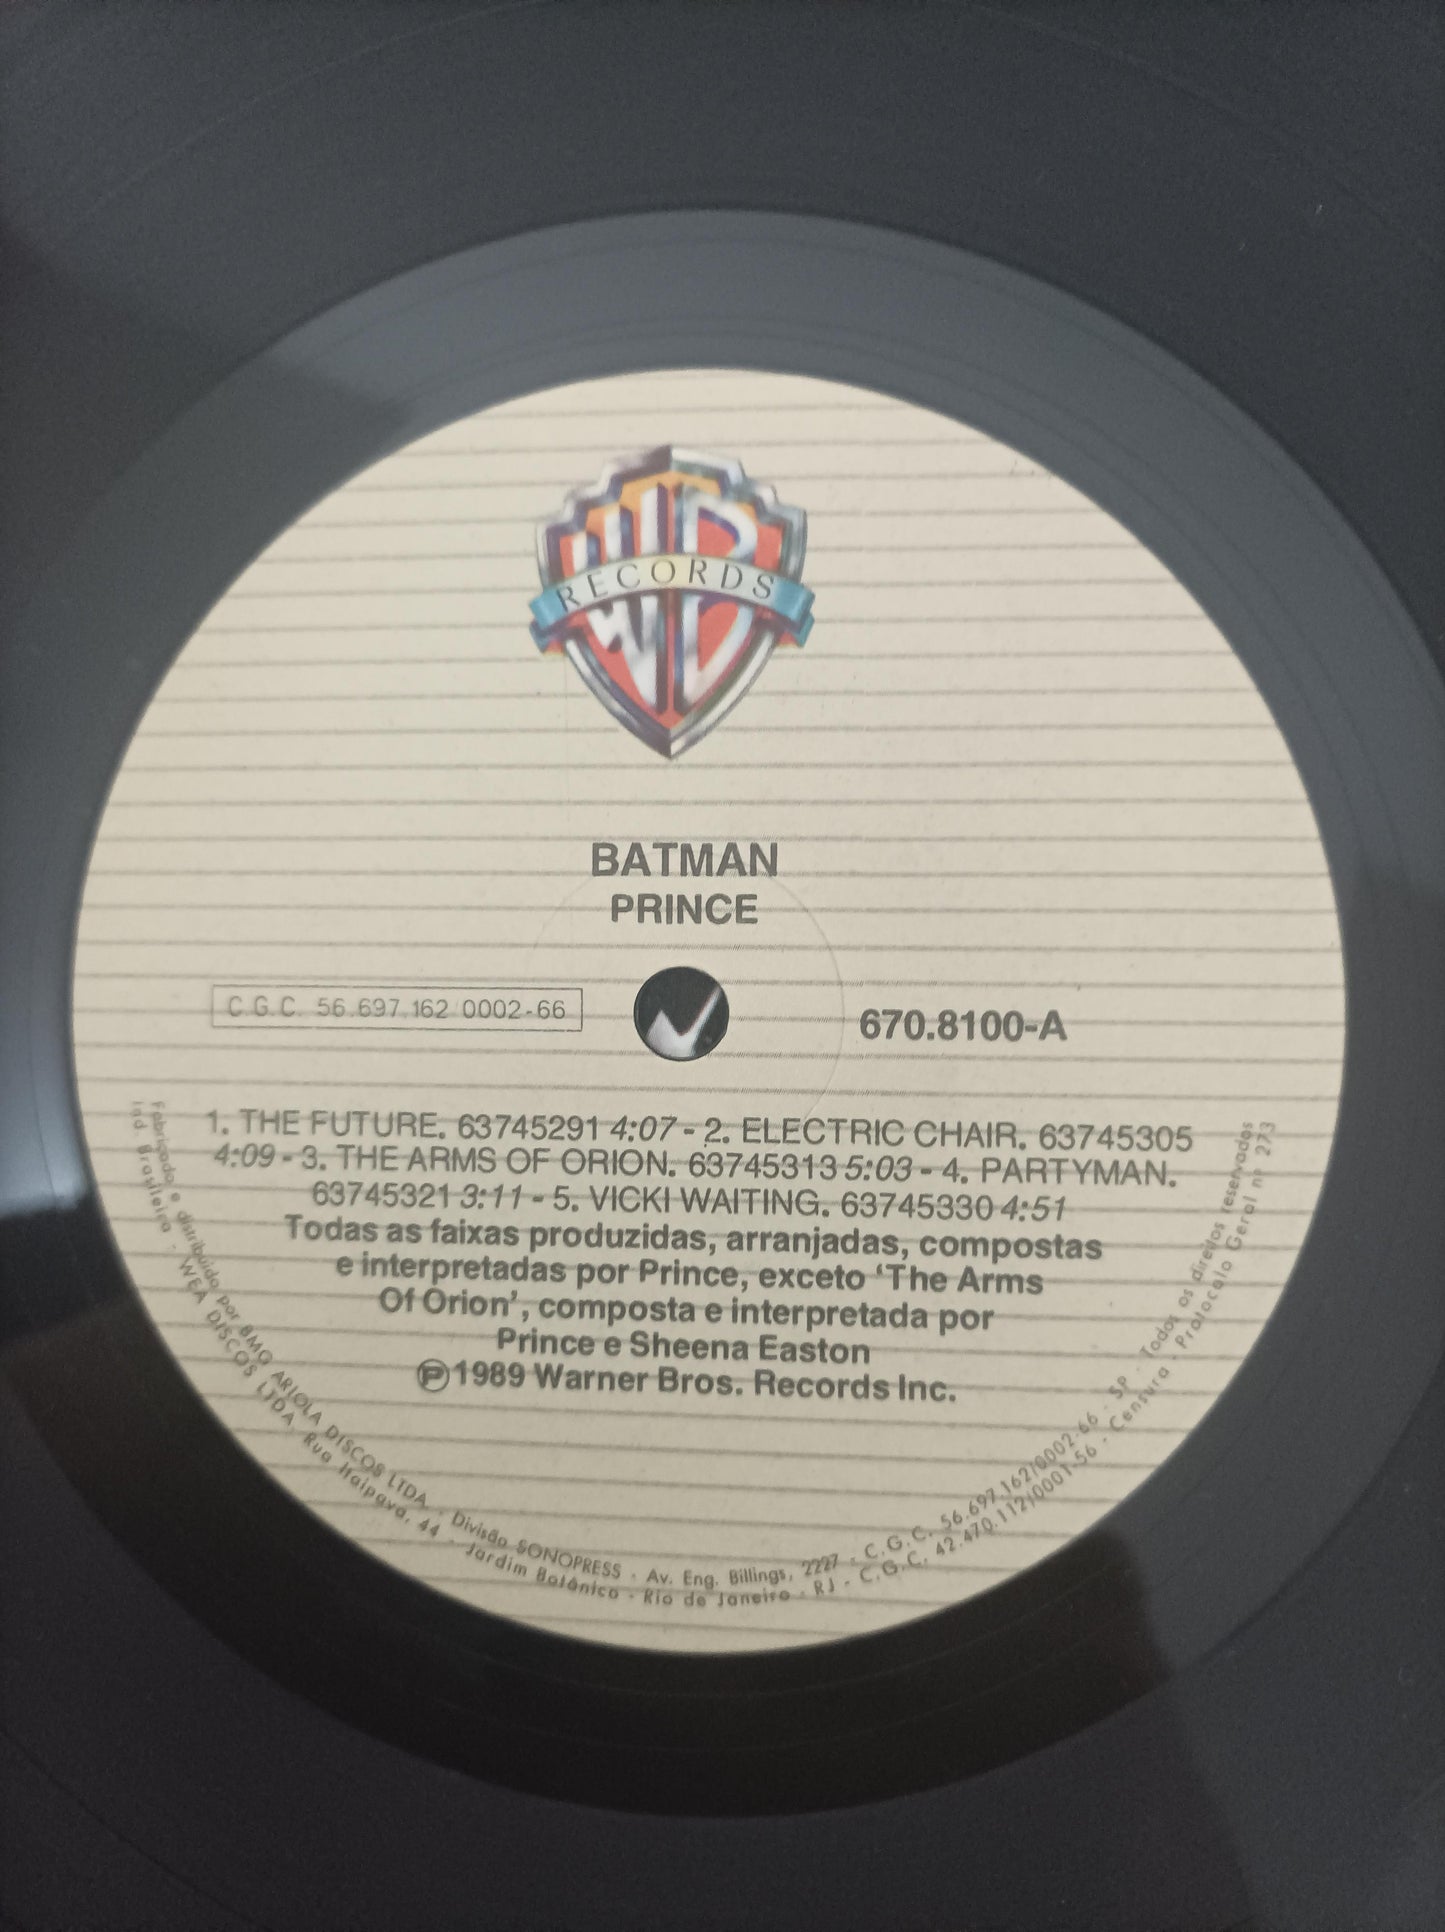 WB
RECORDS
BATMAN
PRINCE
C.G.C. 56.697.162/0002-66
670.8100-A
1. THE FUTURE. 63745291 4:07 - 2. ELECTRIC CHAIR. 63745305
4:09 - 3. THE ARMS OF ORION. 63745313 5:03 - 4. PARTYMAN.
63745321 3:11 - 5. VICKI WAITING. 63745330 4:51
Todas as faixas produzidas, arranjadas, compostas
e interpretadas por Prince, exceto ‘The Arms
Of Orion’, composta e interpretada por
Prince e Sheena Easton
℗1989 Warner Bros. Records Inc.
Fabricado e distribuido por BMG ARIOLA DISCOS LTDA. - Divisão SONOPRESS - Av. Eng. Billings, 2227 - C.G.C. 56.697.162/0002-66 - SP - Todos os direitos reservados
Ind. Brasileira - WEA DISCOS LTDA. Rua Itaipava, 44 - Jardim Botânico - Rio de Janeiro - RJ - C.G.C. 42.470.112/0001-56 - Censura - Protocolo Geral nº 273